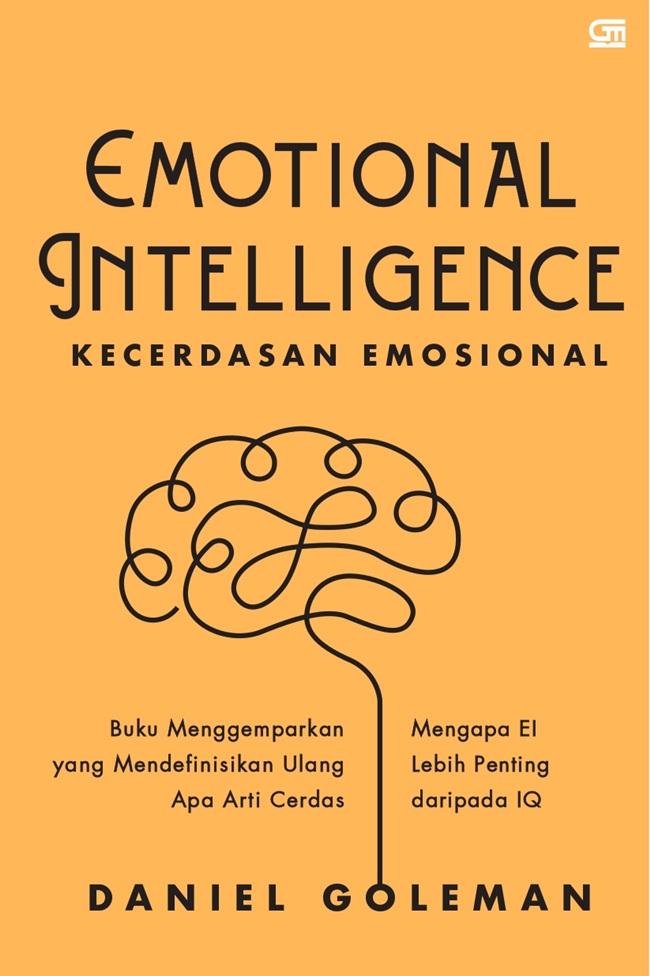 GM
EMOTIONAL
INTELLIGENCE
KECERDASAN EMOSIONAL
Buku Menggemparkan
yang Mendefinisikan Ulang
Apa Arti Cerdas
Mengapa EI
Lebih Penting
daripada IQ
DANIEL GOLEMAN